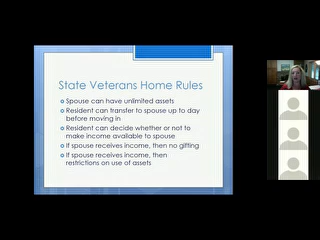 State Veterans Home Rules
Spouse can have unlimited assets
Resident can transfer to spouse up to day
before moving in
Resident can decide whether or not to
make income available to spouse
If spouse receives income, then no gifting
If spouse receives income, then
restrictions on use of assets